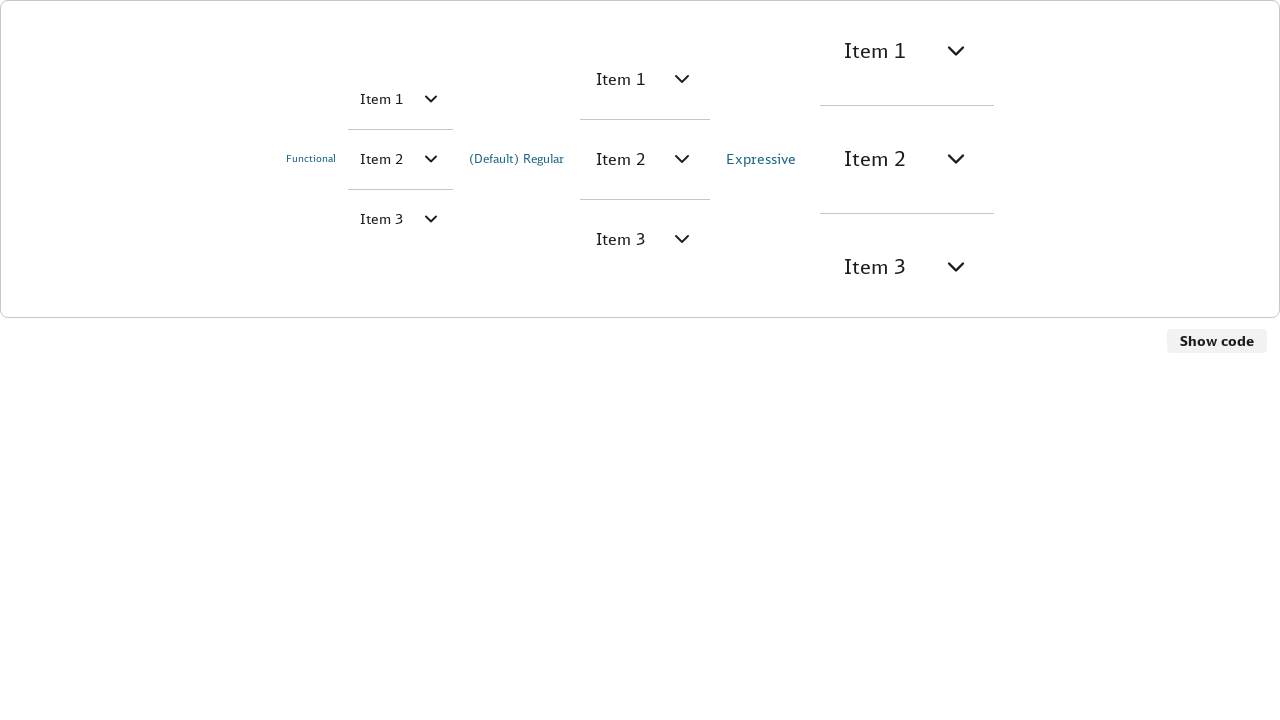 Functional
Item 1
Item 2
Item 3
(Default) Regular
Item 1
Item 2
Item 3
Expressive
Item 1
Item 2
Item 3
Show code